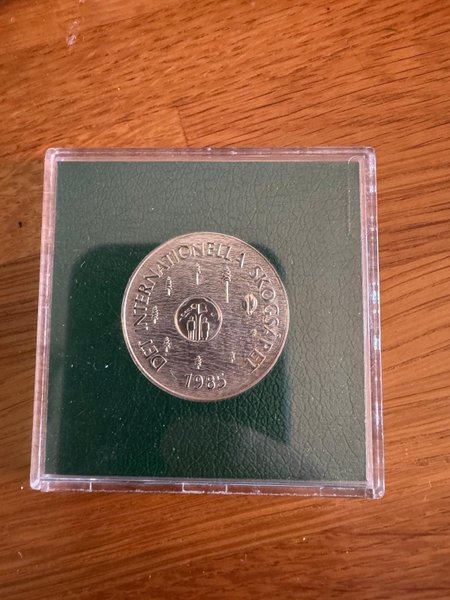 DET INTERNATIONELLA SKOGSÅRET
1985